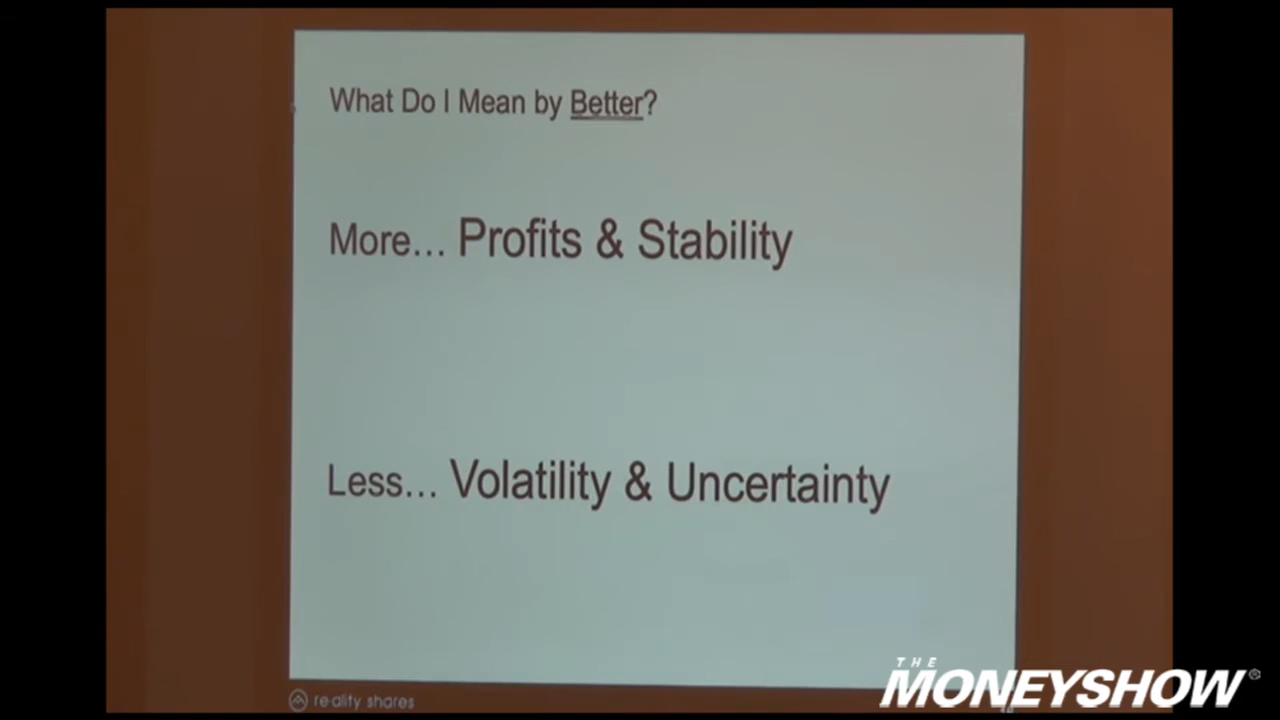 What Do I Mean by Better?
More... Profits & Stability
Less... Volatility & Uncertainty
reality shares
THE
MONEYSHOW®